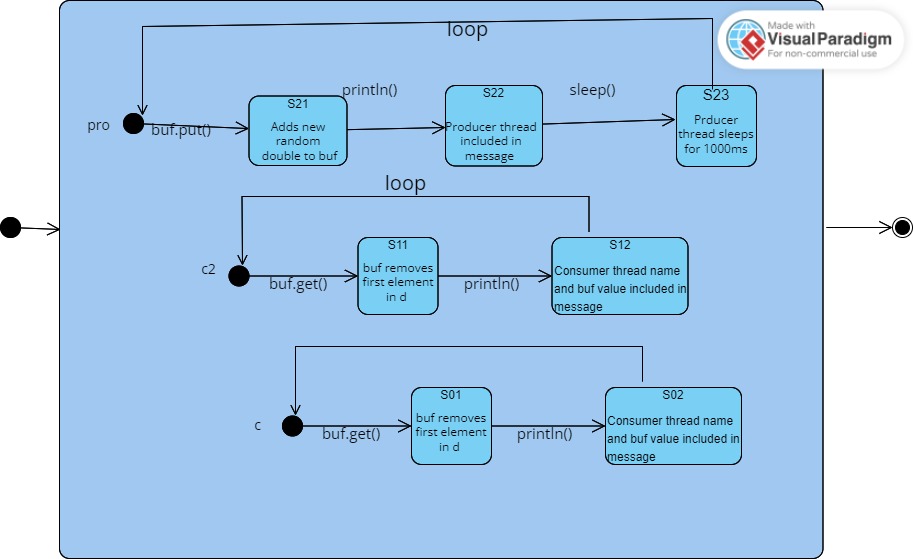 loop
Made with
Visual Paradigm
For non-commercial use
pro
buf.put()
S21
Adds new
random
double to buf
println()
S22
Producer thread
included in
message
sleep()
S23
Prducer
thread sleeps
for 1000ms
loop
c2
buf.get()
S11
buf removes
first element
in d
println()
S12
Consumer thread name
and buf value included in
message
c
buf.get()
S01
buf removes
first element
in d
println()
S02
Consumer thread name
and buf value included in
message